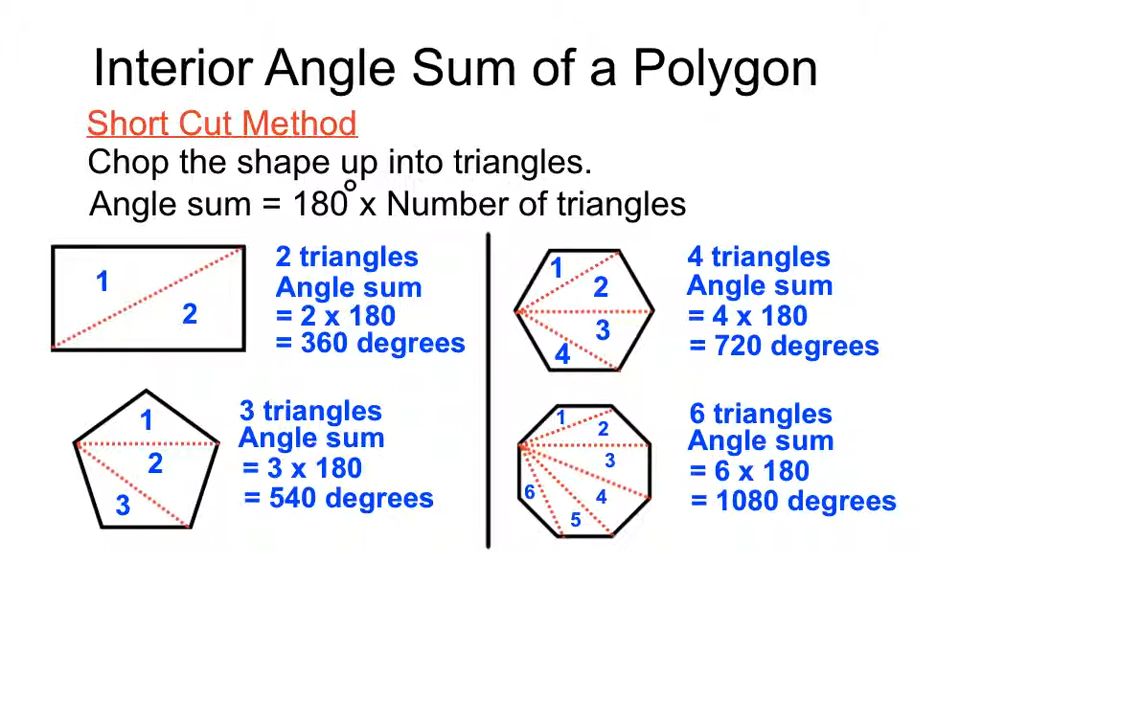 Interior Angle Sum of a Polygon
Short Cut Method
Chop the shape up into triangles.
Angle sum = 180° x Number of triangles
1
2
2 triangles
Angle sum
= 2 x 180
= 360 degrees
1
2
3
3 triangles
Angle sum
= 3 x 180
= 540 degrees
1
2
3
4
4 triangles
Angle sum
= 4 x 180
= 720 degrees
1
2
3
4
5
6
6 triangles
Angle sum
= 6 x 180
= 1080 degrees